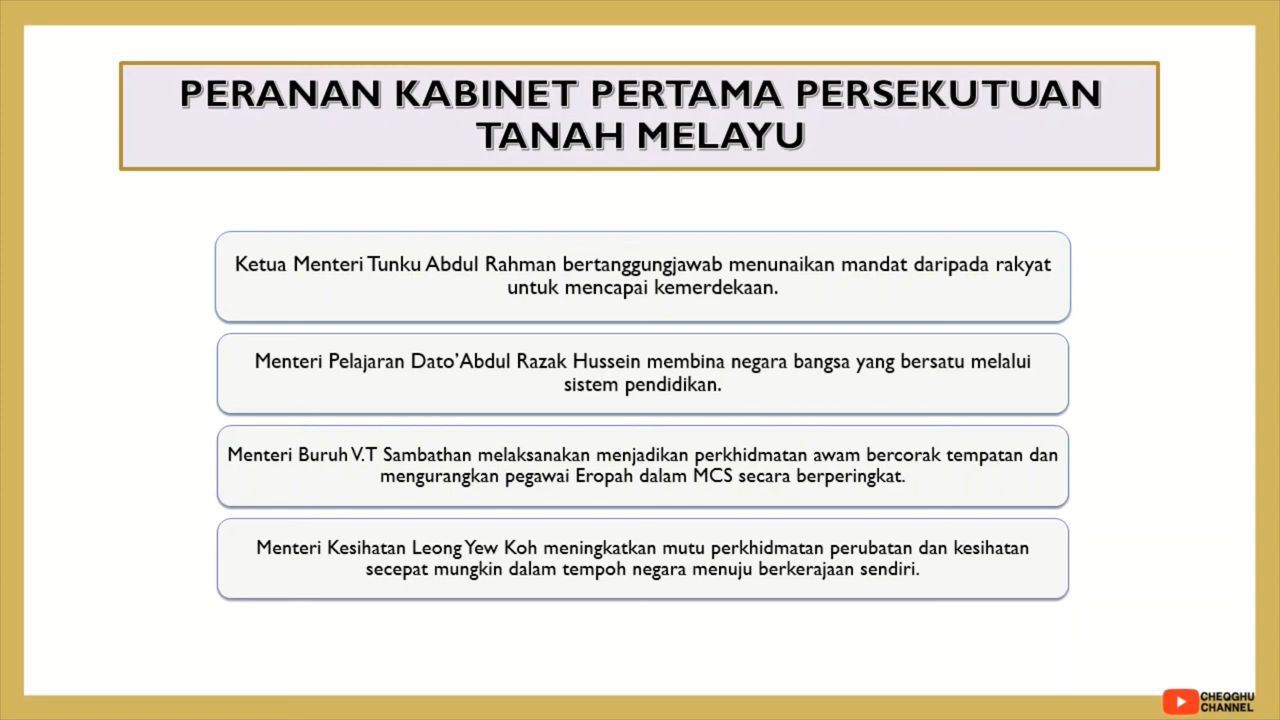 PERANAN KABINET PERTAMA PERSEKUTUAN
TANAH MELAYU
Ketua Menteri Tunku Abdul Rahman bertanggungjawab menunaikan mandat daripada rakyat
untuk mencapai kemerdekaan.
Menteri Pelajaran Dato’Abdul Razak Hussein membina negara bangsa yang bersatu melalui
sistem pendidikan.
Menteri Buruh V.T Sambathan melaksanakan menjadikan perkhidmatan awam bercorak tempatan dan
mengurangkan pegawai Eropah dalam MCS secara berperingkat.
Menteri Kesihatan Leong Yew Koh meningkatkan mutu perkhidmatan perubatan dan kesihatan
secepat mungkin dalam tempoh negara menuju berkerajaan sendiri.
CHEQGHU
CHANNEL